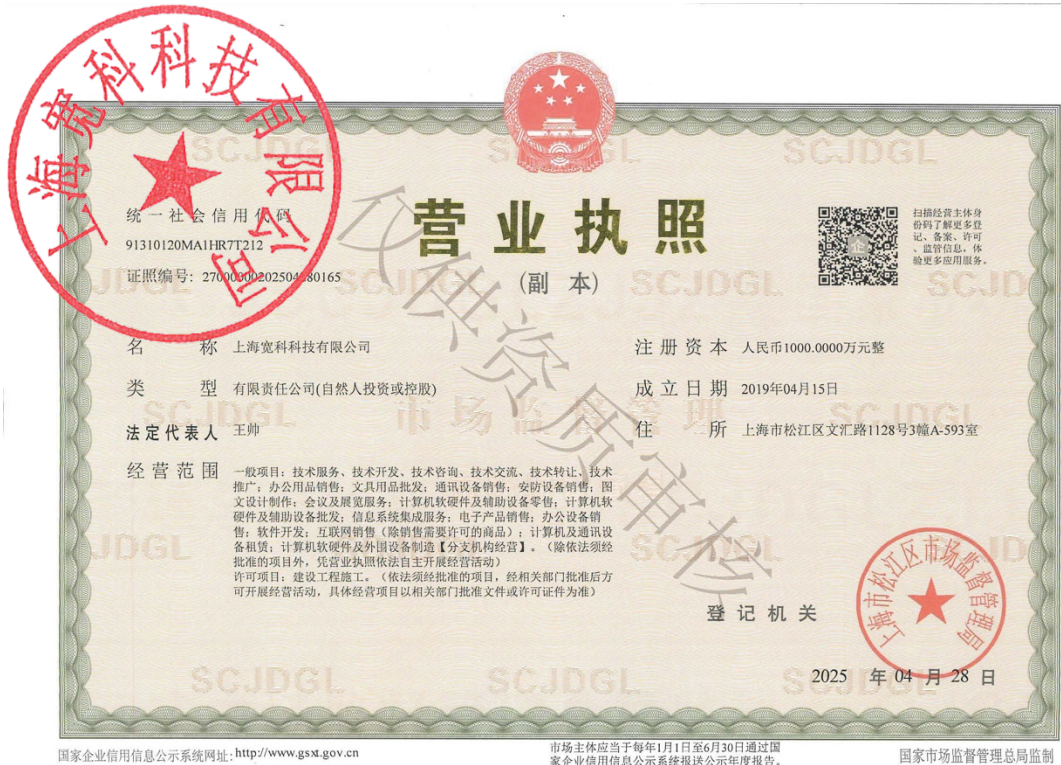 上海宽科科技有限公司
统一社会信用代码
91310120MA1HR7T212
证照编号：
营业执照
(副 本)
扫描经营主体身
份码了解更多登
记、备案、许可
、监管信息，体
验更多应用服务。
仅供资质审核
名 称 上海宽科科技有限公司
类 型 有限责任公司(自然人投资或控股)
法定代表人 王帅
经营范围 一般项目：技术服务、技术开发、技术咨询、技术交流、技术转让、技术
推广；办公用品销售；文具用品批发；通讯设备销售；安防设备销售；图
文设计制作；会议及展览服务；计算机软硬件及辅助设备零售；计算机软
硬件及辅助设备批发；信息系统集成服务；电子产品销售；办公设备销
售；软件开发；互联网销售（除销售需要许可的商品）；计算机及通讯设
备租赁；计算机软硬件及外国设备制造【分支机构经营】。（除依法须经
批准的项目外，凭营业执照依法自主开展经营活动）
许可项目：建设工程施工。（依法须经批准的项目，经相关部门批准后方
可开展经营活动，具体经营项目以相关部门批准文件或许可证件为准）
注册资本 人民币1000.0000万元整
成立日期 2019年04月15日
住 所 上海市松江区文汇路1128号3幢A-593室
SCJDGL
市场监督管理
登记机关
上海市松江区市场监督管理局
2025 年 04 月 28 日
国家企业信用信息公示系统网址：http://www.gsxt.gov.cn
市场主体应当于每年1月1日至6月30日通过国
家企业信用信息公示系统报送公示年度报告。
国家市场监督管理总局监制